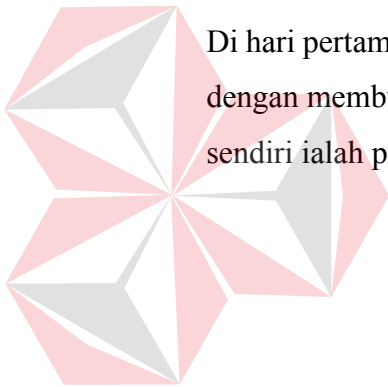 Di hari pertam
dengan memb
sendiri ialah p